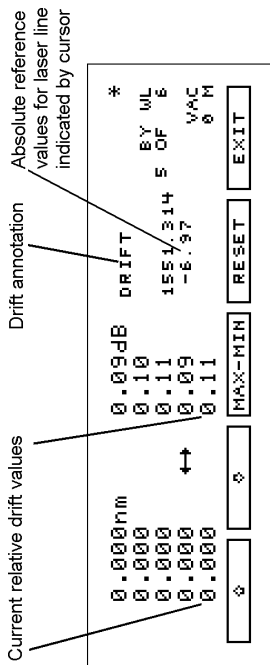 Current relative drift values
Drift annotation
Absolute reference
values for laser line
indicated by cursor
0.000nm 0.09dB DRIFT *
0.000 0.10 BY WL
0.000 0.11 1551.314 5 OF 6
0.000 ↔ 0.09 -6.97 VAC
0.000 0.11 0 M
MAX-MIN RESET EXIT